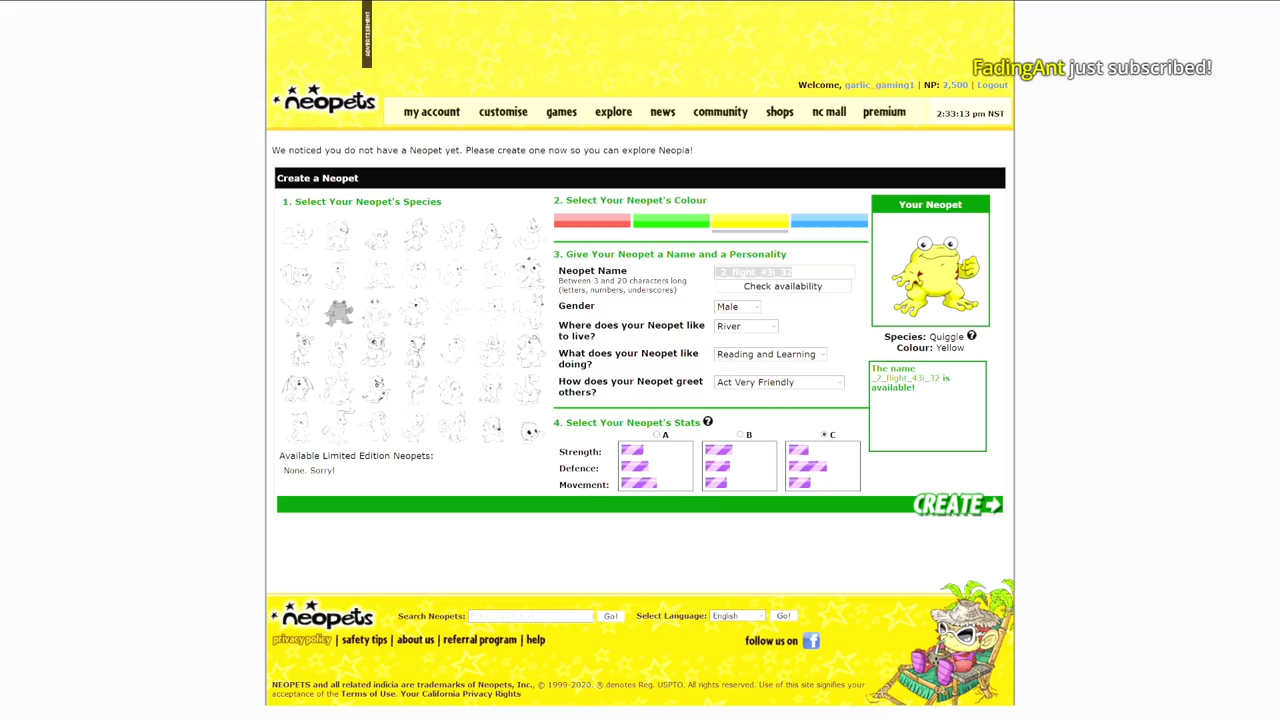 ADVERTISEMENT
FadingAnt just subscribed!
Welcome, garlic_gaming1 | NP: 2,500 | Logout
neopets
my account
customise
games
explore
news
community
shops
nc mall
premium
2:33:13 pm NST
We noticed you do not have a Neopet yet. Please create one now so you can explore Neopia!
Create a Neopet
1. Select Your Neopet's Species
Available Limited Edition Neopets:
None. Sorry!
2. Select Your Neopet's Colour
3. Give Your Neopet a Name and a Personality
Neopet Name
Between 3 and 20 characters long
(letters, numbers, underscores)
_2_flight_43i_32
Check availability
Gender
Male
Where does your Neopet like
to live?
River
What does your Neopet like
doing?
Reading and Learning
How does your Neopet greet
others?
Act Very Friendly
4. Select Your Neopet's Stats ?
A
B
C
Strength:
Defence:
Movement:
Your Neopet
Species: Quiggle ?
Colour: Yellow
The name
_2_flight_43i_32 is
available!
CREATE
neopets
Search Neopets:
Go!
Select Language:
English
Go!
privacy policy | safety tips | about us | referral program | help
follow us on f
NEOPETS and all related indicia are trademarks of Neopets, Inc., © 1999-2020. ® denotes Reg. USPTO. All rights reserved. Use of this site signifies your
acceptance of the Terms of Use. Your California Privacy Rights